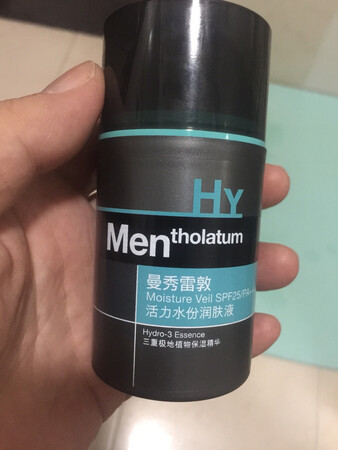 HY
Mentholatum
曼秀雷敦
Moisture Veil SPF25/PA+
活力水份润肤液
Hydro-3 Essence
三重极地植物保湿精华